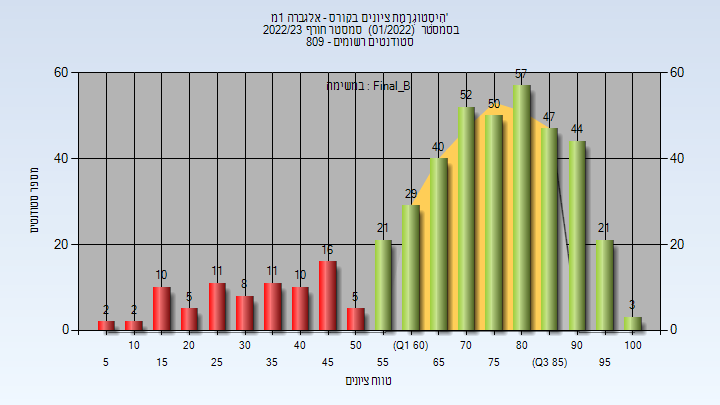 היסטוגרמת ציונים בקורס - אלגברה 1מ'
בסמסטר (01/2022) סמסטר חורף 2022/23
סטודנטים רשומים - 809
במשימה : Final_B
מספר סטודנטים
60
40
20
0
60
40
20
0
2 2 10 5 11 8 11 10 16 5 21 29 40 52 50 57 47 44 21 3
10 20 30 40 50 (Q1 60) 70 80 90 100
5 15 25 35 45 55 65 75 (Q3 85) 95
טווח ציונים